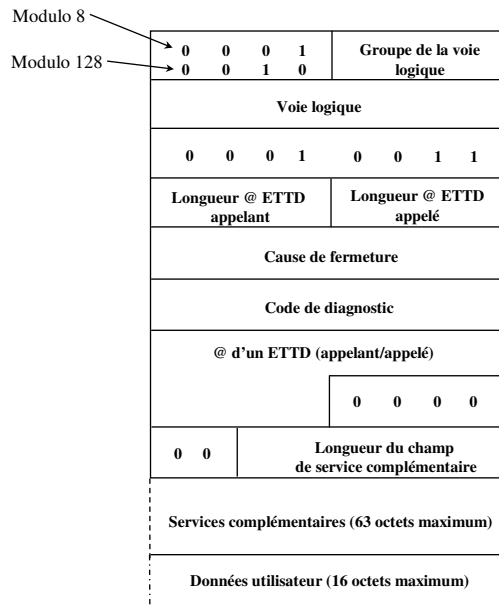 Modulo 8
0 0 0 1
Groupe de la voie
Modulo 128
0 0 1 0
logique
Voie logique
0 0 0 1 0 0 1 1
Longueur @ ETTD
appelant
Longueur @ ETTD
appelé
Cause de fermeture
Code de diagnostic
@ d'un ETTD (appelant/appelé)
0 0 0 0
0 0
Longueur du champ
de service complémentaire
Services complémentaires (63 octets maximum)
Données utilisateur (16 octets maximum)